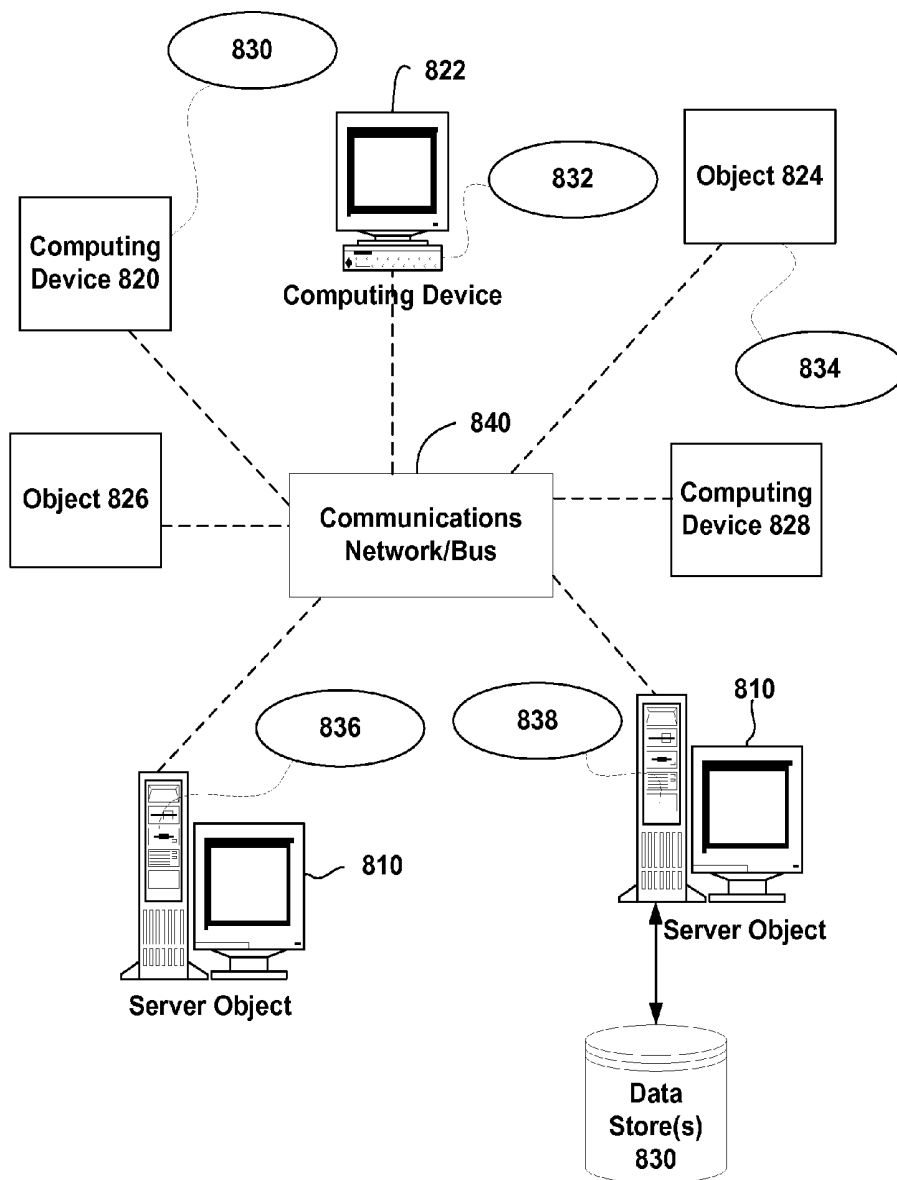 830
822
832
Object 824
Computing
Device 820
Computing Device
834
840
Object 826
Communications
Network/Bus
Computing
Device 828
836
838
810
810
Server Object
Server Object
Data
Store(s)
830